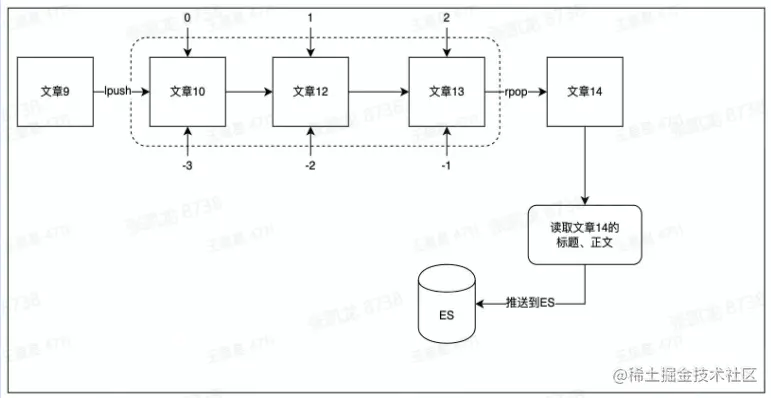 0
1
2
文章9
lpush
文章10
文章12
文章13
rpop
文章14
-3
-2
-1
读取文章14的
标题、正文
推送到ES
ES
@稀土掘金技术社区